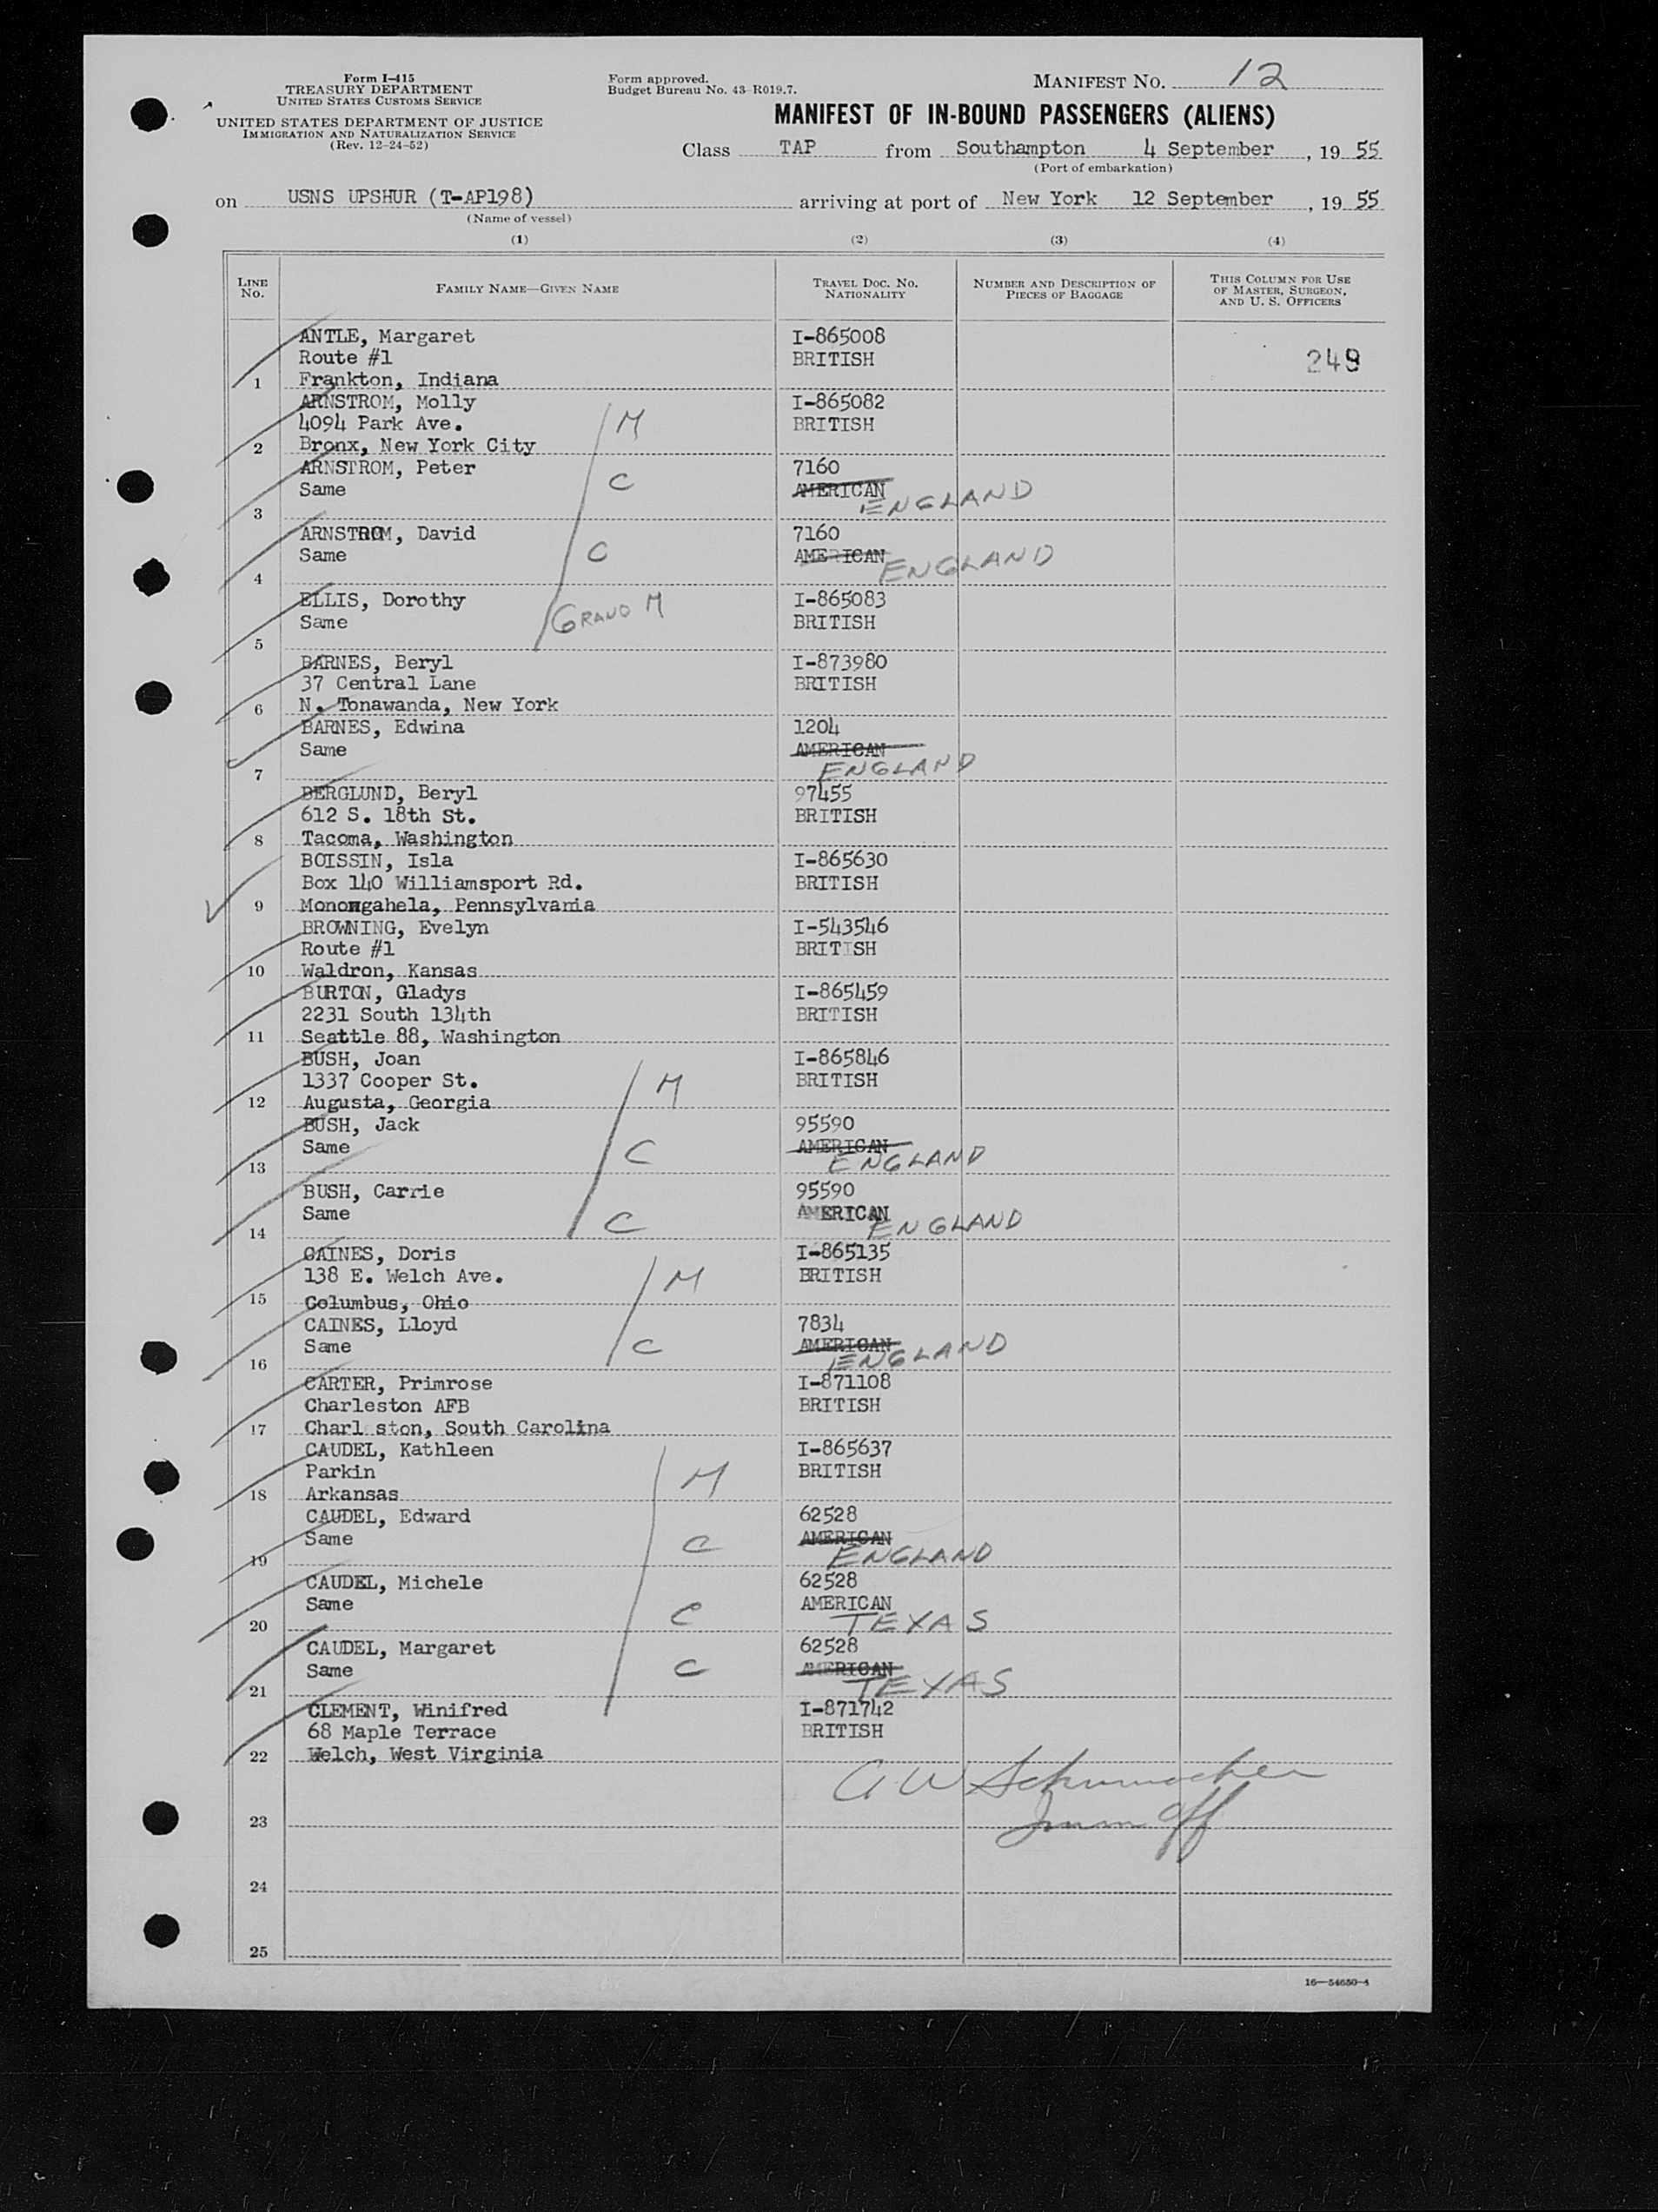 Form I-415
TREASURY DEPARTMENT
UNITED STATES CUSTOMS SERVICE
UNITED STATES DEPARTMENT OF JUSTICE
IMMIGRATION AND NATURALIZATION SERVICE
(Rev. 12-24-52)
Form approved.
Budget Bureau No. 43-R019.7.
MANIFEST NO. 12
MANIFEST OF IN-BOUND PASSENGERS (ALIENS)
Class TAP from Southampton 4 September, 19 55
(Port of embarkation)
on USNS UPSHUR (T-AP198) arriving at port of New York 12 September, 19 55
(Name of vessel)
(1) (2) (3) (4)
LINE NO. FAMILY NAME—GIVEN NAME TRAVEL DOC. NO. NATIONALITY NUMBER AND DESCRIPTION OF PIECES OF BAGGAGE THIS COLUMN FOR USE OF MASTER, SURGEON, AND U. S. OFFICERS
ANTLE, Margaret I-865008
Route #1 BRITISH 249
1 Frankton, Indiana
ARNSTROM, Molly I-865082
4094 Park Ave. M BRITISH
2 Bronx, New York City
ARNSTROM, Peter 7160
Same C AMERICAN ENGLAND
3
ARNSTROM, David 7160
Same C AMERICAN ENGLAND
4
ELLIS, Dorothy I-865083
Same GRAND M BRITISH
5
BARNES, Beryl I-873980
37 Central Lane BRITISH
6 N. Tonawanda, New York
BARNES, Edwina 1204
Same AMERICAN
7 ENGLAND
BERGLUND, Beryl 97455
612 S. 18th St. BRITISH
8 Tacoma, Washington
BOISSIN, Isla I-865630
Box 140 Williamsport Rd. BRITISH
9 Monongahela, Pennsylvania
BROWNING, Evelyn I-543546
Route #1 BRITISH
10 Waldron, Kansas
BURTON, Gladys I-865459
2231 South 134th BRITISH
11 Seattle 88, Washington
BUSH, Joan I-865846
1337 Cooper St. M BRITISH
12 Augusta, Georgia
BUSH, Jack 95590
Same C AMERICAN ENGLAND
13
BUSH, Carrie 95590
Same C AMERICAN ENGLAND
14
CAINES, Doris I-865135
138 E. Welch Ave. M BRITISH
15 Columbus, Ohio
CAINES, Lloyd 7834
Same C AMERICAN ENGLAND
16
CARTER, Primrose I-871108
Charleston AFB BRITISH
17 Charl ston, South Carolina
CAUDEL, Kathleen I-865637
Parkin M BRITISH
18 Arkansas
CAUDEL, Edward 62528
Same C AMERICAN ENGLAND
19
CAUDEL, Michele 62528
Same C AMERICAN TEXAS
20
CAUDEL, Margaret 62528
Same C AMERICAN TEXAS
21
CLEMENT, Winifred I-871742
68 Maple Terrace BRITISH
22 Welch, West Virginia
A W Schumacher
23 Imm Off
24
25
16—54650-4